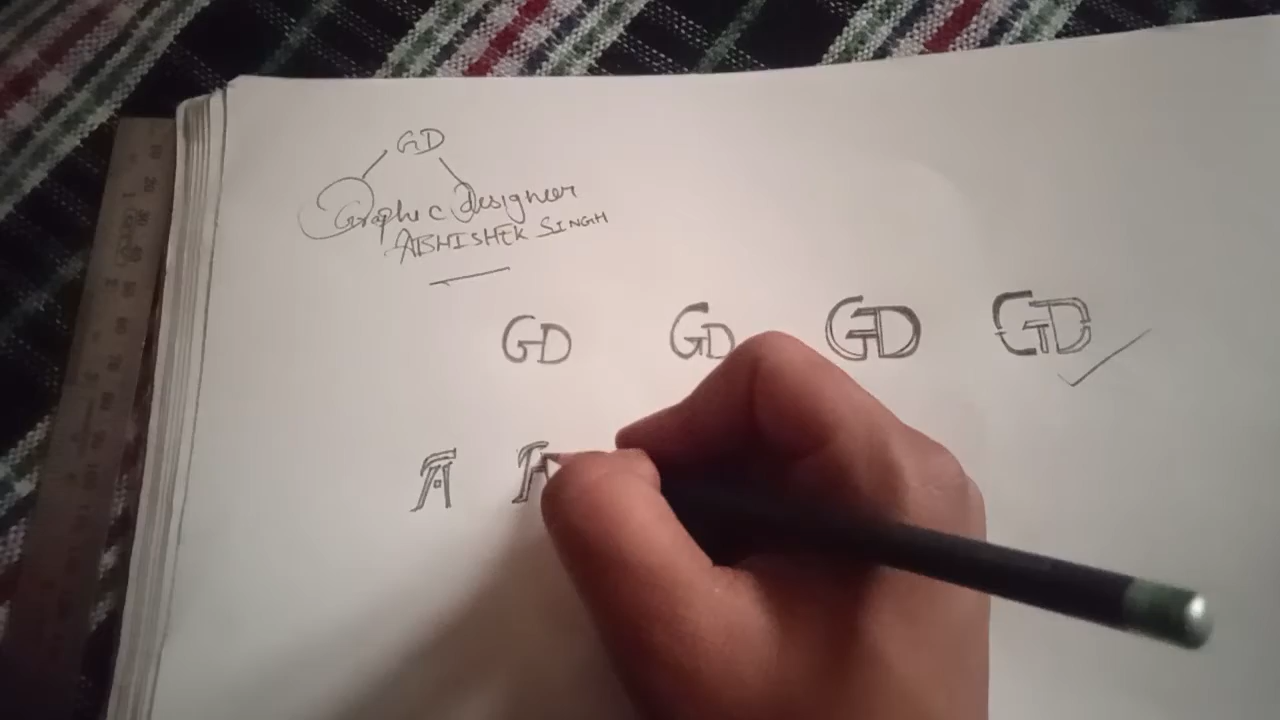 GD
Graphic designer
ABHISHEK SINGH
GD GD GD GD
A A